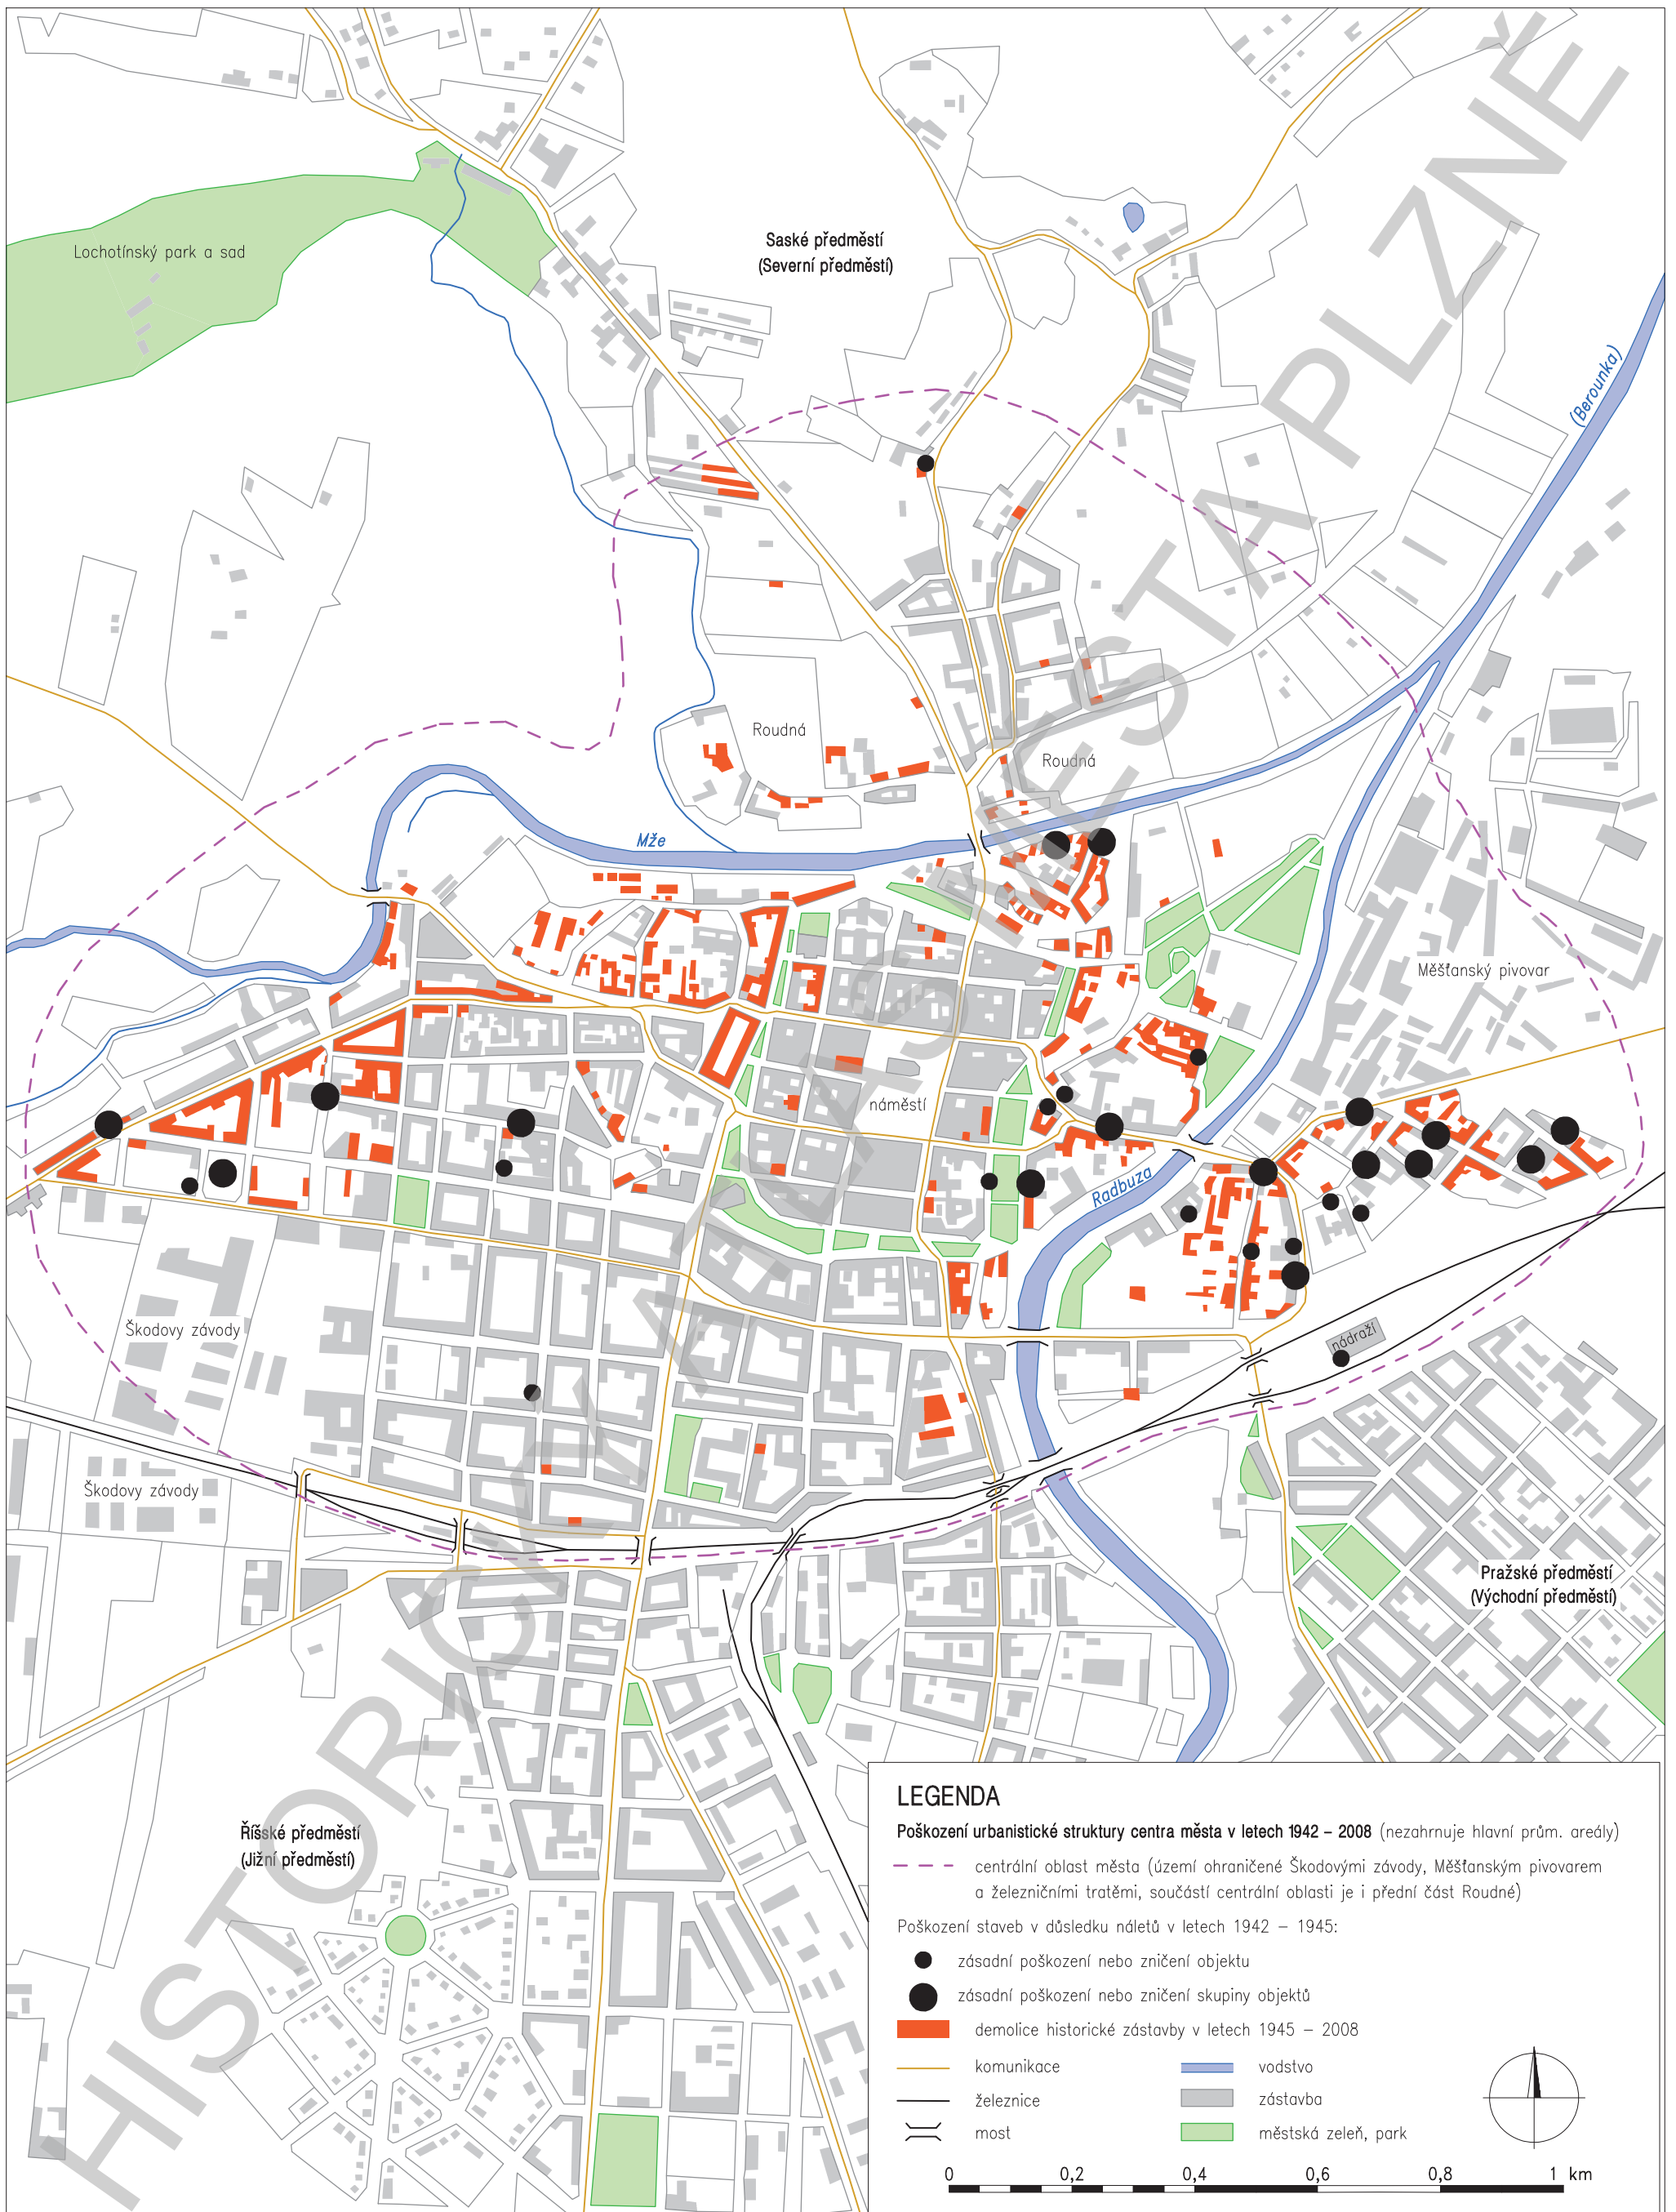 HISTORICKÝ ATLAS MĚSTA PLZNĚ
Lochotínský park a sad
Saské předměstí
(Severní předměstí)
(Berounka)
Roudná
Roudná
Mže
Měšťanský pivovar
náměstí
Radbuza
Škodovy závody
nádraží
Škodovy závody
Pražské předměstí
(Východní předměstí)
Říšské předměstí
(Jižní předměstí)
LEGENDA
Poškození urbanistické struktury centra města v letech 1942 – 2008 (nezahrnuje hlavní prům. areály)
centrální oblast města (území ohraničené Škodovými závody, Měšťanským pivovarem
a železničními tratěmi, součástí centrální oblasti je i přední část Roudné)
Poškození staveb v důsledku náletů v letech 1942 – 1945:
zásadní poškození nebo zničení objektu
zásadní poškození nebo zničení skupiny objektů
demolice historické zástavby v letech 1945 – 2008
komunikace
vodstvo
železnice
zástavba
most
městská zeleň, park
0 0,2 0,4 0,6 0,8 1 km